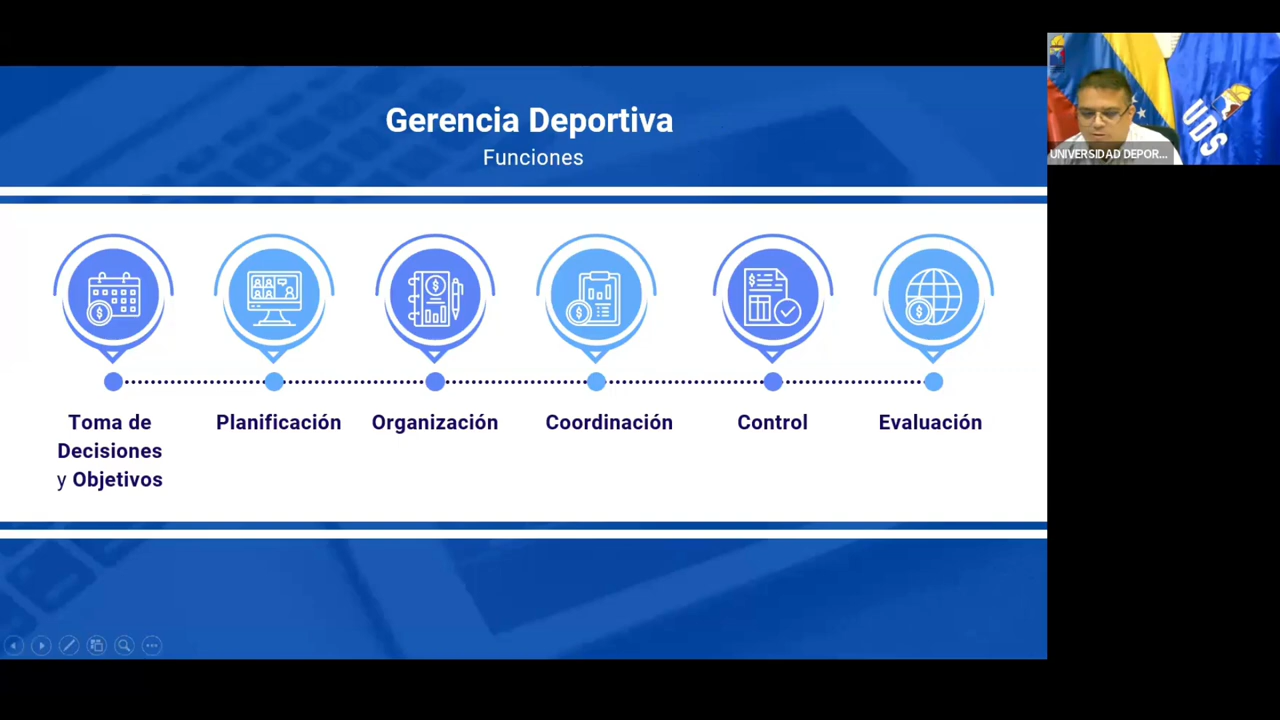 Gerencia Deportiva
Funciones
Toma de
Decisiones
y Objetivos
Planificación
Organización
Coordinación
Control
Evaluación
UDS
UNIVERSIDAD DEPOR...